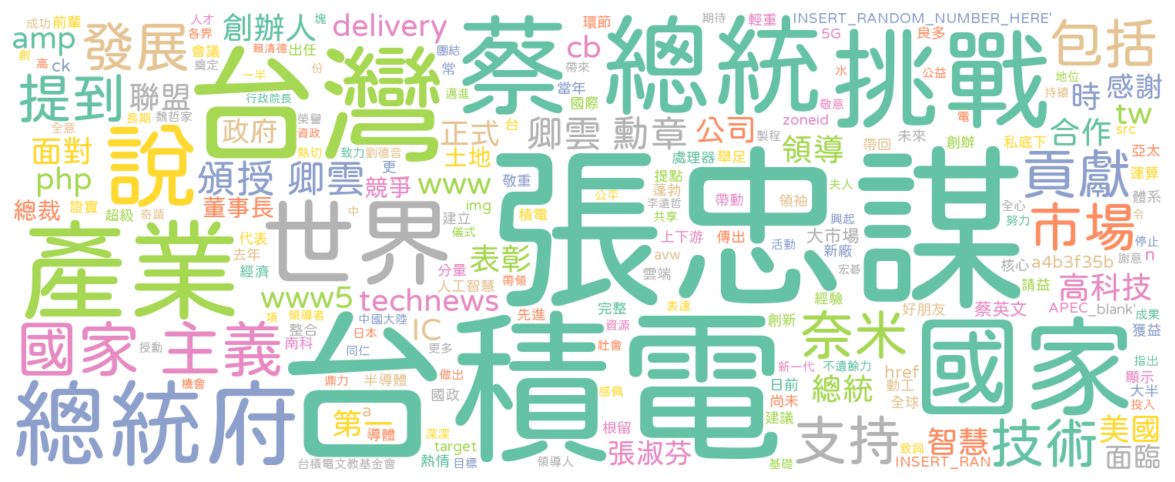 成功 前輩 人才 塊
各界
創 高 ck
amp
發展
會議
奠定
創辦人
賴清德 出任
delivery
團結
常
cb
環節
當年
國際
蔡 總統
輕重
期待
帶來
5G
INSERT_RANDOM_NUMBER_HERE'
良多
水 公益
挑戰
電
地位
持續
包括
感謝
時
tw
src
提到
聯盟
長期 魏哲家
一半
行政院長
份
邁進
台灣
榮譽
資政
政府
全意
面對
php
說
頒授 卿雲
熱切
致力 劉德音
更
正式
土地
台
卿雲 勳章 公司
zoneid
敬意
製程
處理器 舉足
提點
蓬勃
李遠哲
共享
領導
帶回
未來
創辦
私底下
合作
亞太
運算
體系
令
貢獻
總裁 證實
超級 奇蹟
董事長
競爭 www
img
敬重
積電
公平
帶動
領袖
夫人
興起
全心
努力
市場
停止
謝意 n
產業
代表
去年
經濟
世界
中
建立
儀式
表彰
分量
人工智慧 帶領
張忠謀
上下游 傳出
avw
雲端
活動
大市場
新廠
宏碁
核心 a4b3f35b
請益
高科技
www5 technews
項 領導者
中國大陸
日本
同仁
更多
IC
先進
完整
資源
社會
表達
創新
經驗
好朋友
蔡英文
APEC
_blank'
成果
獲益
國家 主義
整合
南科
授勳
機會
鼎力
半導體
做出
國政
台積電
新一代 不遺餘力
日前
尚未
建議
感佩
奈米
總統
href
動工
全球
國家
指出
顯示
大半
投入
總統府
第一
a
導體
深深
target
熱情 目標
根留
張淑芬
領導人
基礎
支持
致詞
智慧
INSERT_RAN
技術
美國
面臨
台積電文教基金會